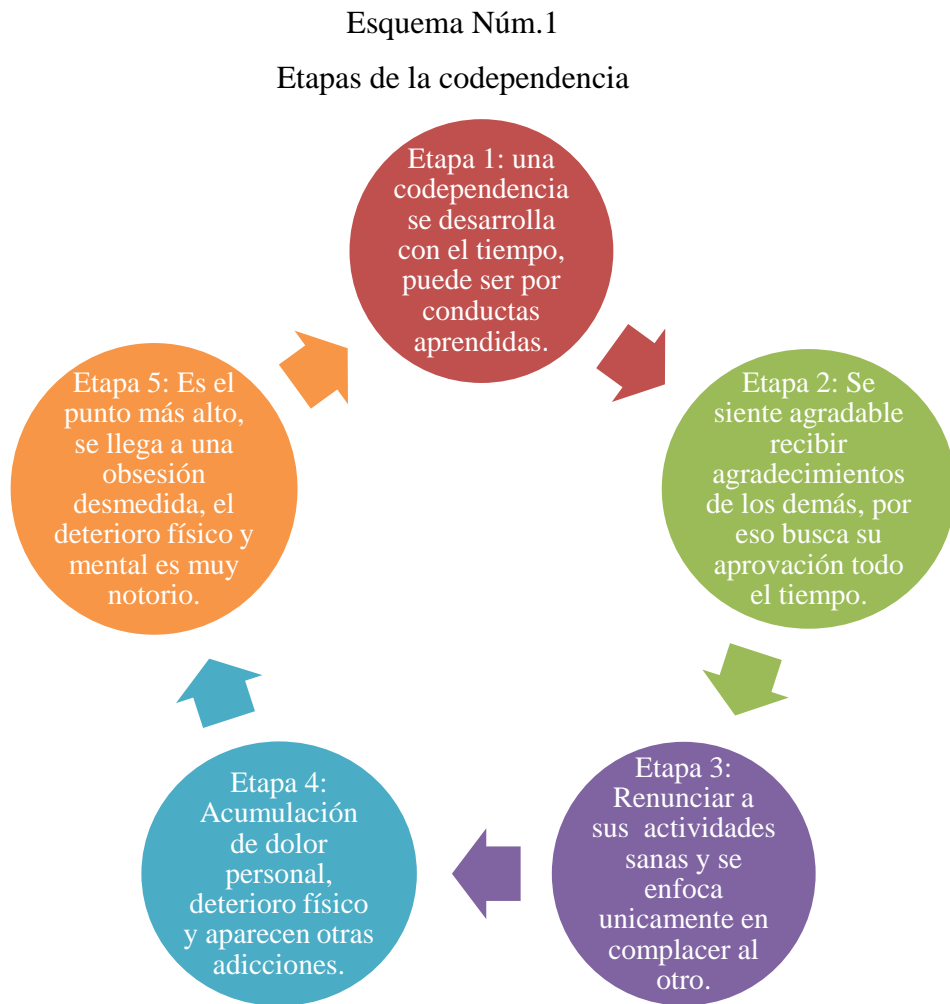 Esquema Núm.1
Etapas de la codependencia
Etapa 1: una
codependencia
se desarrolla
con el tiempo,
puede ser por
conductas
aprendidas.
Etapa 2: Se
siente agradable
recibir
agradecimientos
de los demás, por
eso busca su
aprovación todo
el tiempo.
Etapa 3:
Renunciar a
sus actividades
sanas y se
enfoca
unicamente en
complacer al
otro.
Etapa 4:
Acumulación
de dolor
personal,
deterioro físico
y aparecen otras
adicciones.
Etapa 5: Es el
punto más alto,
se llega a una
obsesión
desmedida, el
deterioro físico y
mental es muy
notorio.